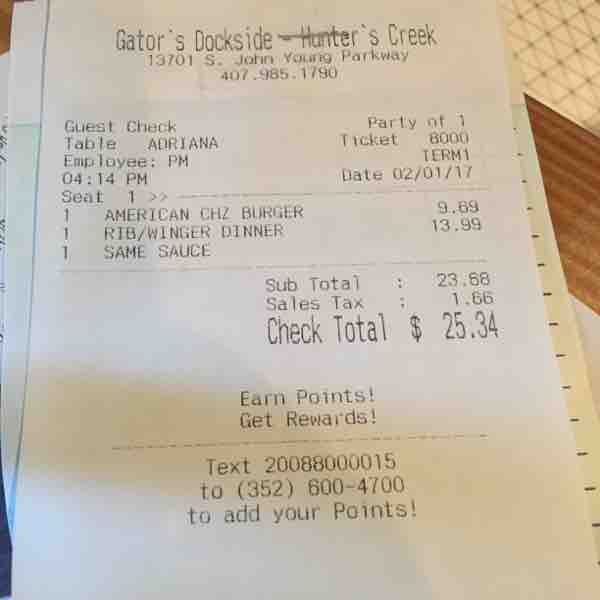 Gator's Dockside - Hunter's Creek
13701 S. John Young Parkway
407.985.1790
Guest Check Party of 1
Table ADRIANA Ticket 8000
Employee: PM TERM1
04:14 PM Date 02/01/17
Seat 1 >>
1 AMERICAN CHZ BURGER 9.69
1 RIB/WINGER DINNER 13.99
1 SAME SAUCE
Sub Total : 23.68
Sales Tax : 1.66
Check Total $ 25.34
Earn Points!
Get Rewards!
Text 20088000015
to (352) 600-4700
to add your Points!